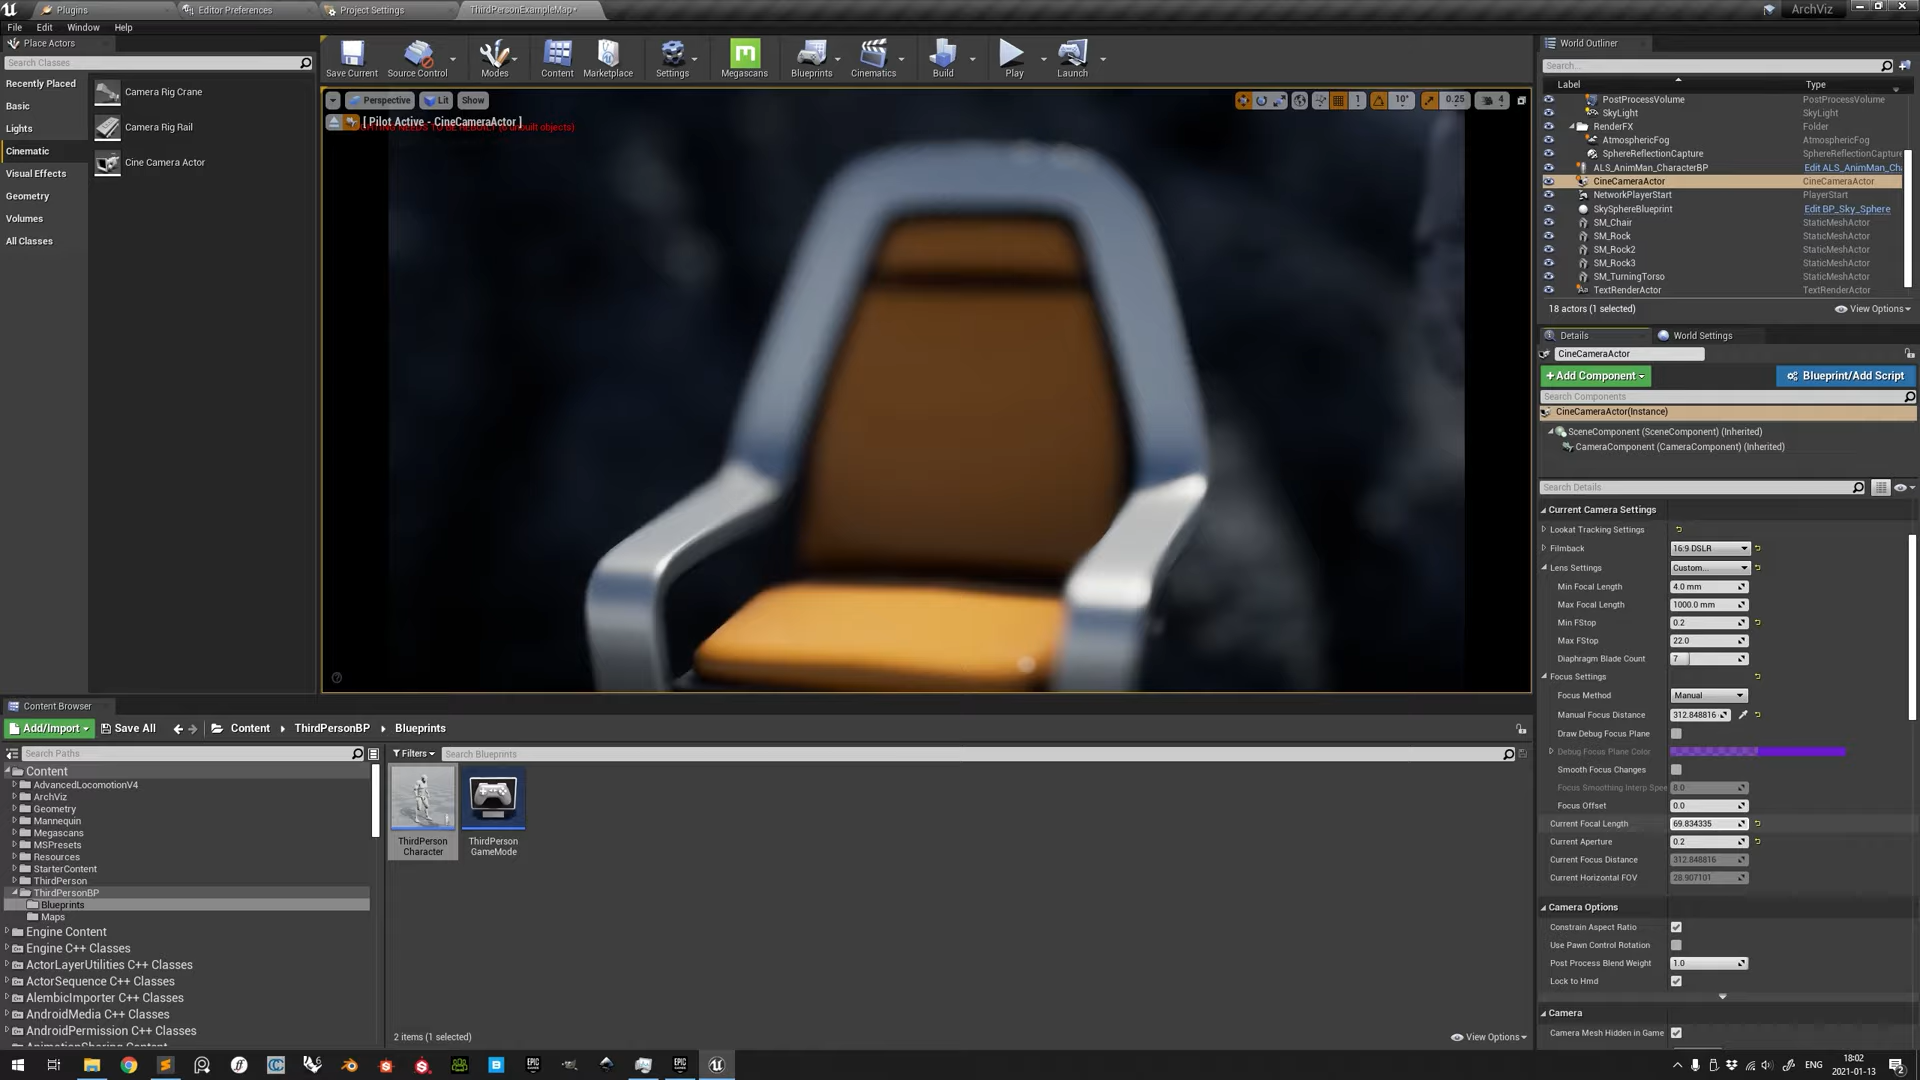 Plugins
Editor Preferences
Project Settings
ThirdPersonExampleMap*
ArchViz
File Edit Window Help
Place Actors
Search Classes
Recently Placed
Basic
Lights
Cinematic
Visual Effects
Geometry
Volumes
All Classes
Camera Rig Crane
Camera Rig Rail
Cine Camera Actor
Save Current
Source Control
Modes
Content
Marketplace
Settings
Megascans
Blueprints
Cinematics
Build
Play
Launch
Perspective Lit Show
1 10° 0.25 4
[ Pilot Active - CineCameraActor ]
NEEDS TO BE REBUILT (6 unbuilt objects)
World Outliner
Search...
Label Type
PostProcessVolume PostProcessVolume
SkyLight SkyLight
RenderFX Folder
AtmosphericFog AtmosphericFog
SphereReflectionCapture SphereReflectionCapture
ALS_AnimMan_CharacterBP Edit ALS_AnimMan_Ch
CineCameraActor CineCameraActor
NetworkPlayerStart PlayerStart
SkySphereBlueprint Edit BP_Sky_Sphere
SM_Chair StaticMeshActor
SM_Rock StaticMeshActor
SM_Rock2 StaticMeshActor
SM_Rock3 StaticMeshActor
SM_TurningTorso StaticMeshActor
TextRenderActor TextRenderActor
18 actors (1 selected)
View Options
Details
World Settings
CineCameraActor
+Add Component
Blueprint/Add Script
Search Components
CineCameraActor(Instance)
SceneComponent (SceneComponent) (Inherited)
CameraComponent (CameraComponent) (Inherited)
Search Details
Current Camera Settings
Lookat Tracking Settings
Filmback 16:9 DSLR
Lens Settings Custom...
Min Focal Length 4.0 mm
Max Focal Length 1000.0 mm
Min FStop 0.2
Max FStop 22.0
Diaphragm Blade Count 7
Focus Settings
Focus Method Manual
Manual Focus Distance 312.848816
Draw Debug Focus Plane
Debug Focus Plane Color
Smooth Focus Changes
Focus Smoothing Interp Spee 8.0
Focus Offset 0.0
Current Focal Length 69.834335
Current Aperture 0.2
Current Focus Distance 312.848816
Current Horizontal FOV 28.907101
Camera Options
Constrain Aspect Ratio
Use Pawn Control Rotation
Post Process Blend Weight 1.0
Lock to Hmd
Camera
Camera Mesh Hidden in Game
Content Browser
Add/Import
Save All
Content ThirdPersonBP Blueprints
Search Paths
Filters
Search Blueprints
Content
AdvancedLocomotionV4
ArchViz
Geometry
Mannequin
Megascans
MSPresets
Resources
StarterContent
ThirdPerson
ThirdPersonBP
Blueprints
Maps
Engine Content
Engine C++ Classes
ActorLayerUtilities C++ Classes
ActorSequence C++ Classes
AlembicImporter C++ Classes
AndroidMedia C++ Classes
AndroidPermission C++ Classes
AnimationSharing Content
ThirdPerson
Character
ThirdPerson
GameMode
2 items (1 selected)
View Options
ENG
18:02
2021-01-13